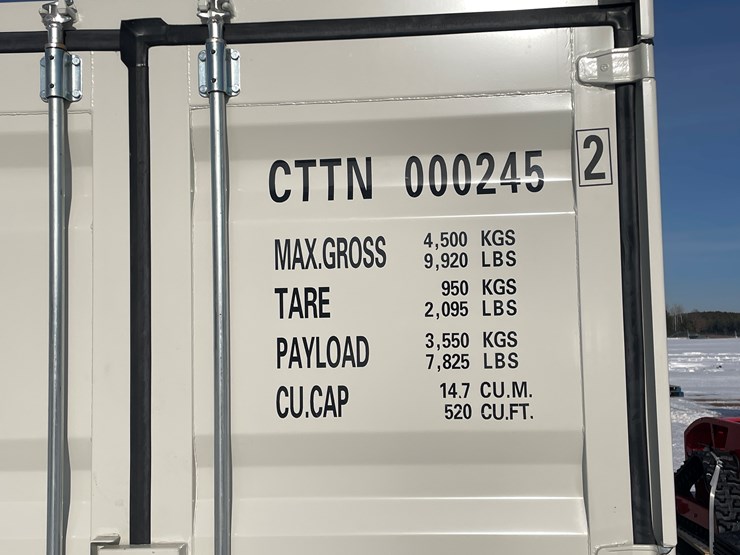 CTTN 000245 2
MAX.GROSS 4,500 KGS
9,920 LBS
TARE 950 KGS
2,095 LBS
PAYLOAD 3,550 KGS
7,825 LBS
CU.CAP 14.7 CU.M.
520 CU.FT.